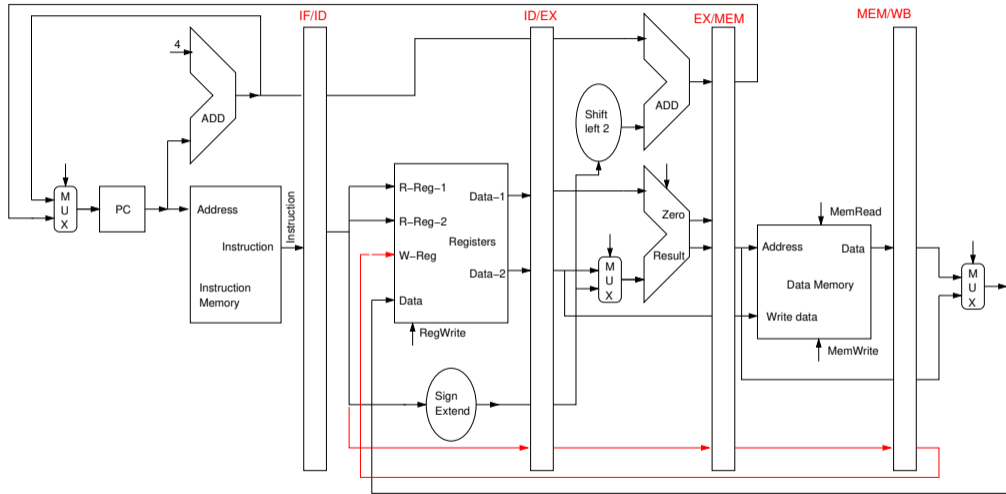 IF/ID
ID/EX
EX/MEM
MEM/WB
4
ADD
Shift
left 2
ADD
M
U
X
PC
Address
Instruction
Instruction
Memory
Instruction
R-Reg-1
R-Reg-2
W-Reg
Data
Data-1
Registers
Data-2
RegWrite
Sign
Extend
M
U
X
Zero
Result
MemRead
Address
Data
Data Memory
Write data
MemWrite
M
U
X